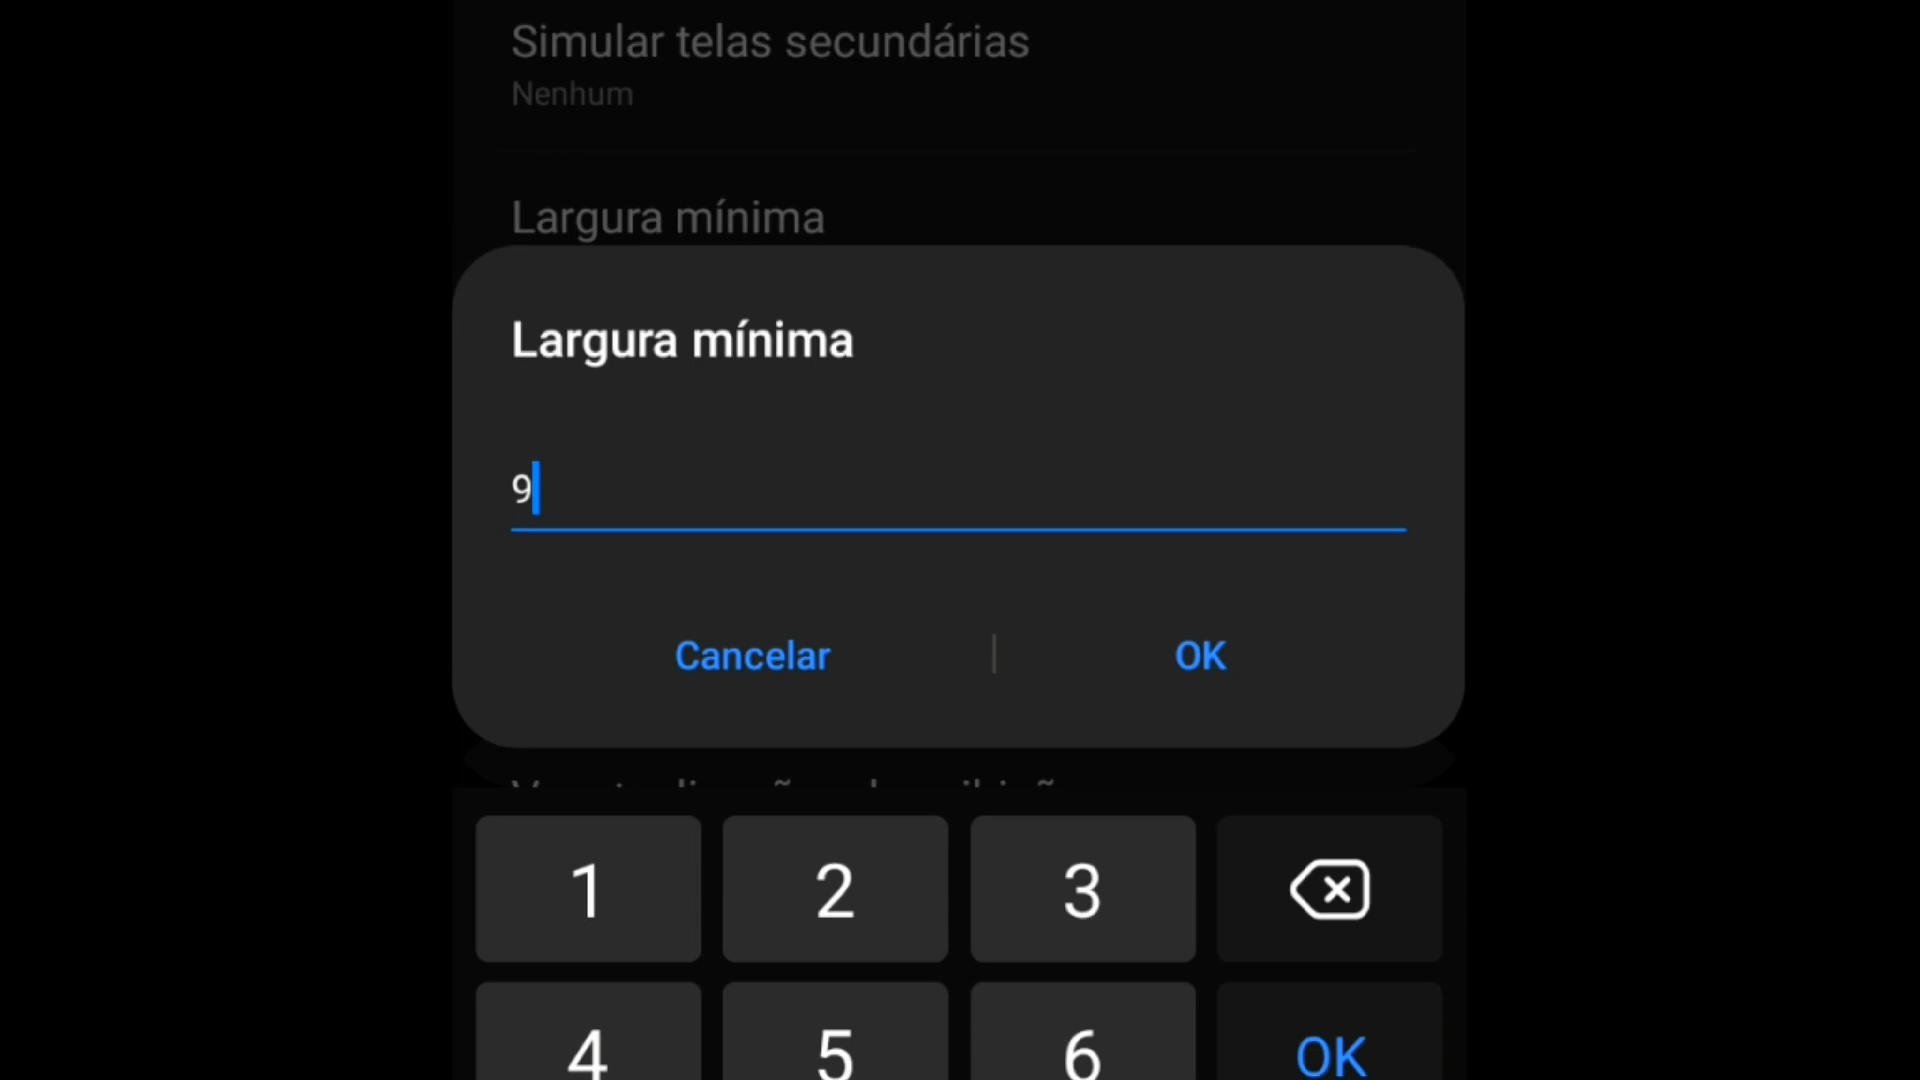 Simular telas secundárias
Nenhum
Largura mínima
Largura mínima
9
Cancelar
OK
1
2
3
4
5
6
OK